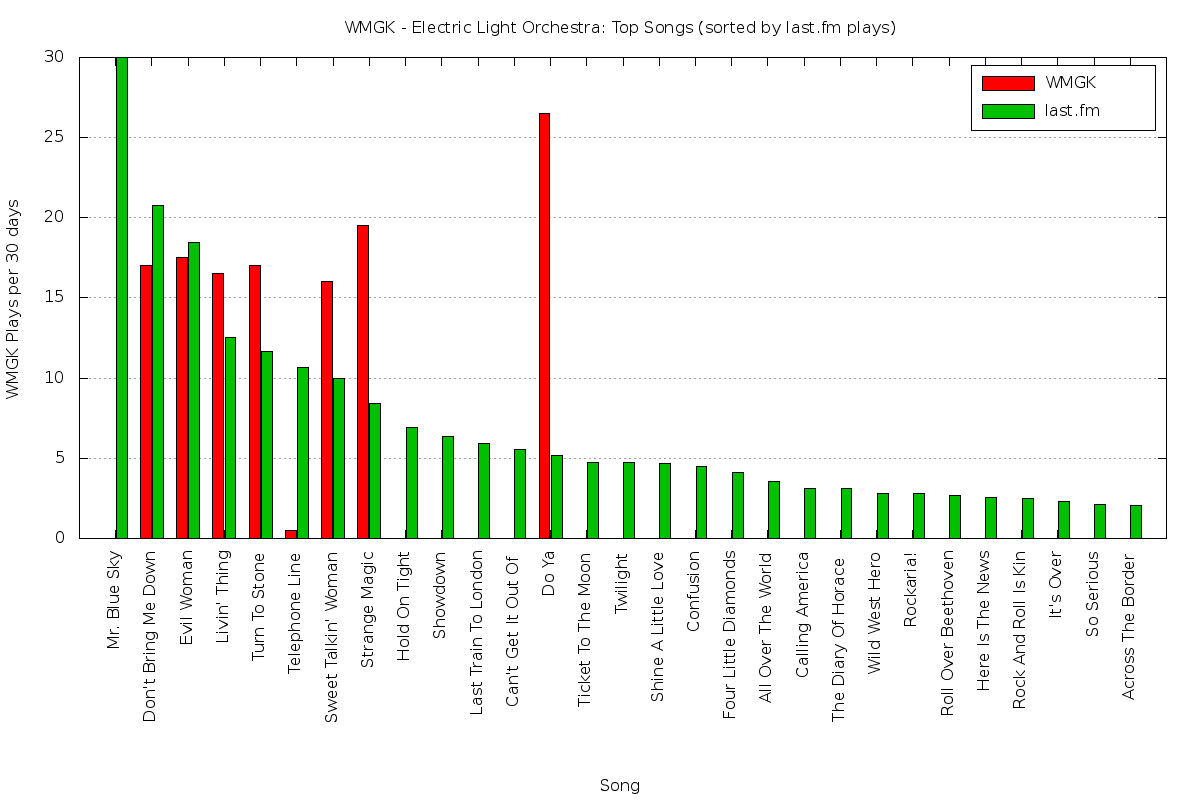 WMGK - Electric Light Orchestra: Top Songs (sorted by last.fm plays)
WMGK
last.fm
WMGK Plays per 30 days
30
25
20
15
10
5
0
Mr. Blue Sky
Don't Bring Me Down
Evil Woman
Livin' Thing
Turn To Stone
Telephone Line
Sweet Talkin' Woman
Strange Magic
Hold On Tight
Showdown
Last Train To London
Can't Get It Out Of
Do Ya
Ticket To The Moon
Twilight
Shine A Little Love
Confusion
Four Little Diamonds
All Over The World
Calling America
The Diary Of Horace
Wild West Hero
Rockaria!
Roll Over Beethoven
Here Is The News
Rock And Roll Is Kin
It's Over
So Serious
Across The Border
Song